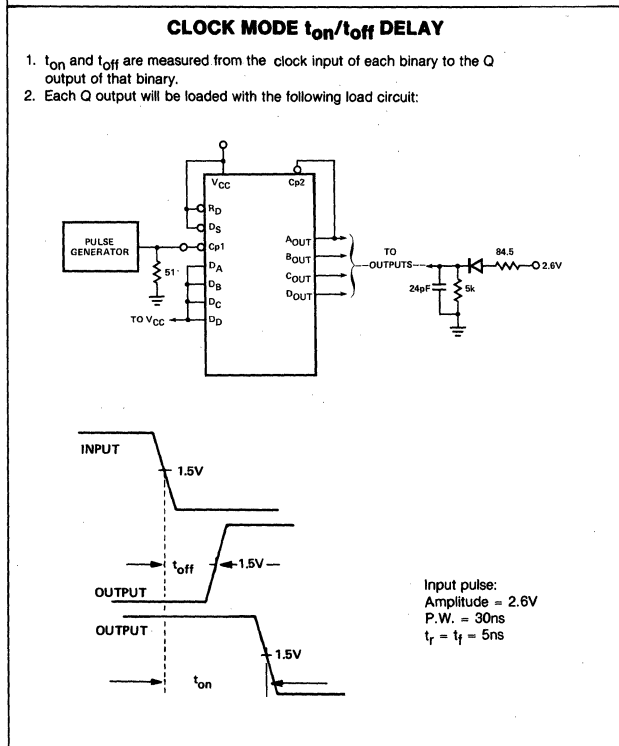 CLOCK MODE ton/toff DELAY
1. ton and toff are measured from the clock input of each binary to the Q
output of that binary.
2. Each Q output will be loaded with the following load circuit:
VCC
Cp2
RD
DS
PULSE
GENERATOR
Cp1
51
DA
DB
DC
DD
TO VCC
AOUT
BOUT
COUT
DOUT
TO
OUTPUTS
84.5
2.6V
24pF
5k
INPUT
1.5V
toff
1.5V
OUTPUT
OUTPUT
1.5V
ton
Input pulse:
Amplitude = 2.6V
P.W. = 30ns
tr = tf = 5ns